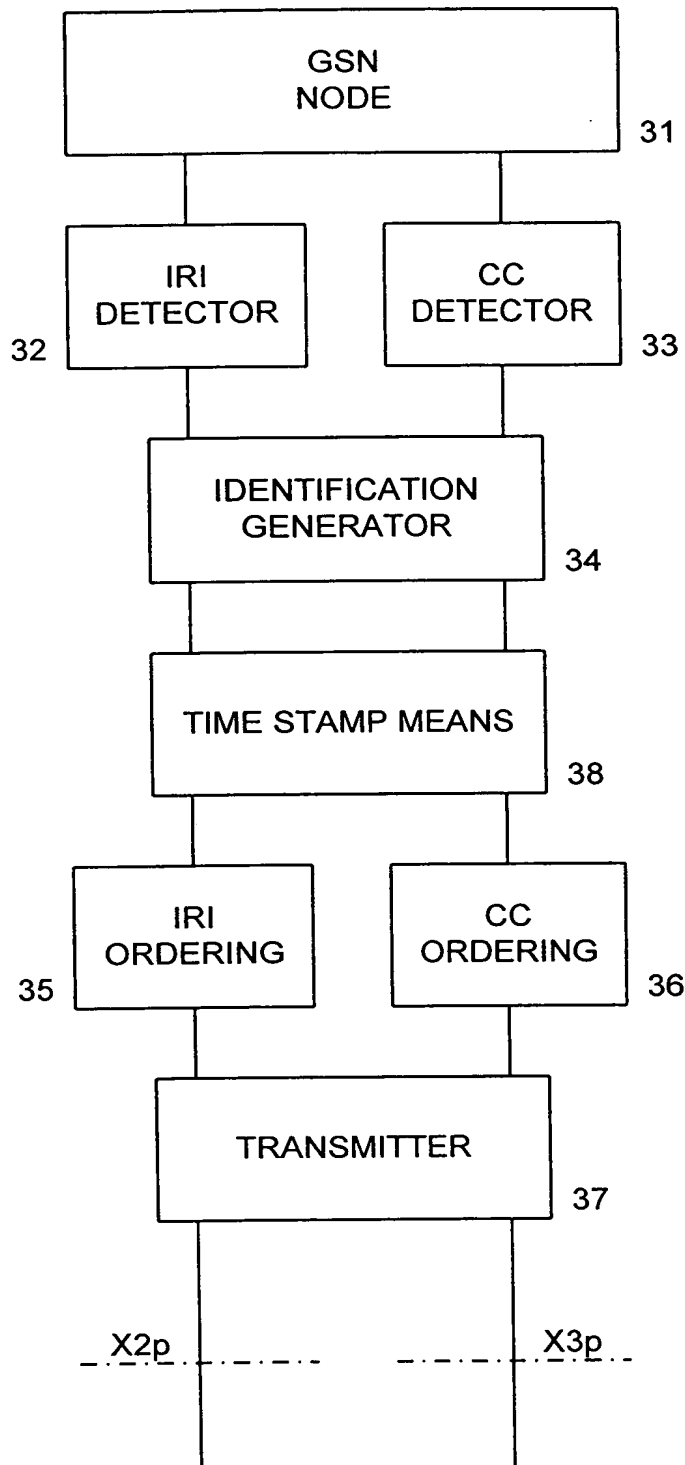 GSN
NODE
31
IRI
DETECTOR
32
CC
DETECTOR
33
IDENTIFICATION
GENERATOR
34
TIME STAMP MEANS
38
IRI
ORDERING
35
CC
ORDERING
36
TRANSMITTER
37
X2p
X3p